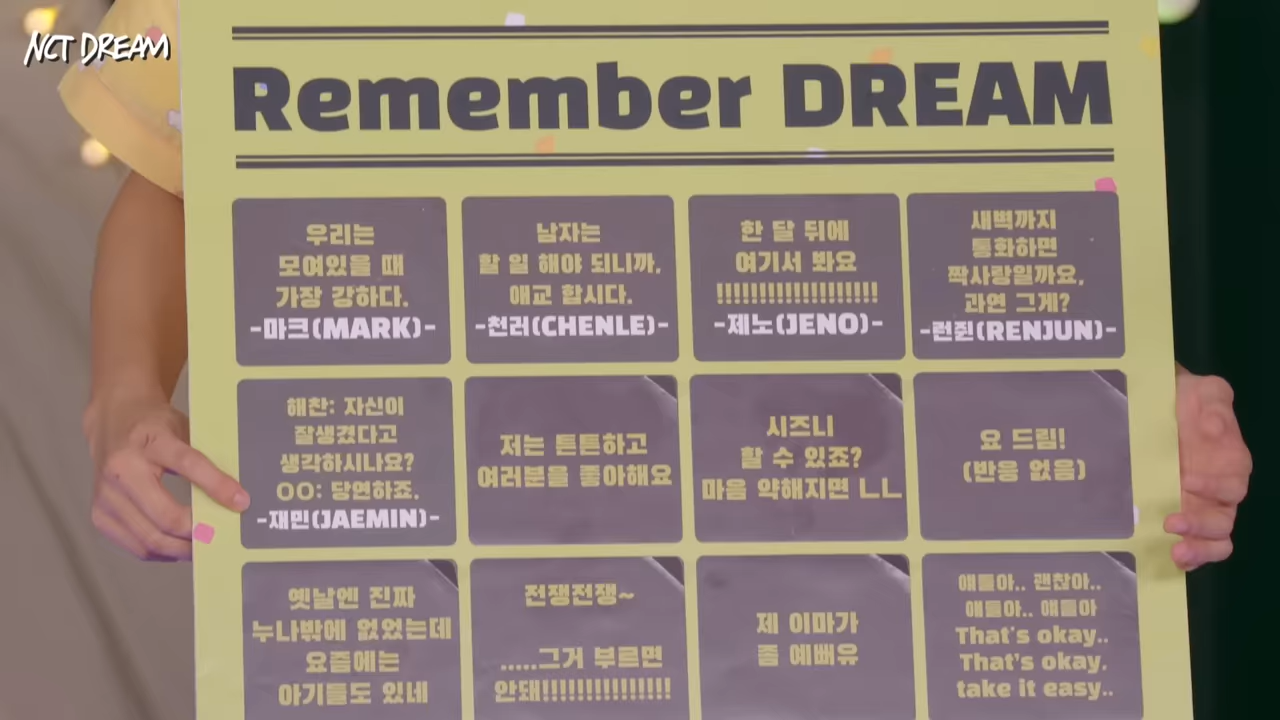 NCT DREAM
Remember DREAM
우리는
모여있을 때
가장 강하다.
-마크(MARK)-
남자는
할 일 해야 되니까,
애교 합시다.
-천러(CHENLE)-
한 달 뒤에
여기서 봐요
!!!!!!!!!!!!!!!!!!!
-제노(JENO)-
새벽까지
통화하면
짝사랑일까요,
과연 그게?
-런쥔(RENJUN)-
해찬: 자신이
잘생겼다고
생각하시나요?
OO: 당연하죠.
-재민(JAEMIN)-
저는 튼튼하고
여러분을 좋아해요
시즈니
할 수 있죠?
마음 약해지면 ㄴㄴ
요 드림!
(반응 없음)
옛날엔 진짜
누나밖에 없었는데
요즘에는
아기들도 있네
전쟁전쟁~
.....그거 부르면
안돼!!!!!!!!!!!!!!!
제 이마가
좀 예뻐유
얘들아.. 괜찮아..
얘들아.. 얘들아
That's okay..
That's okay,
take it easy..